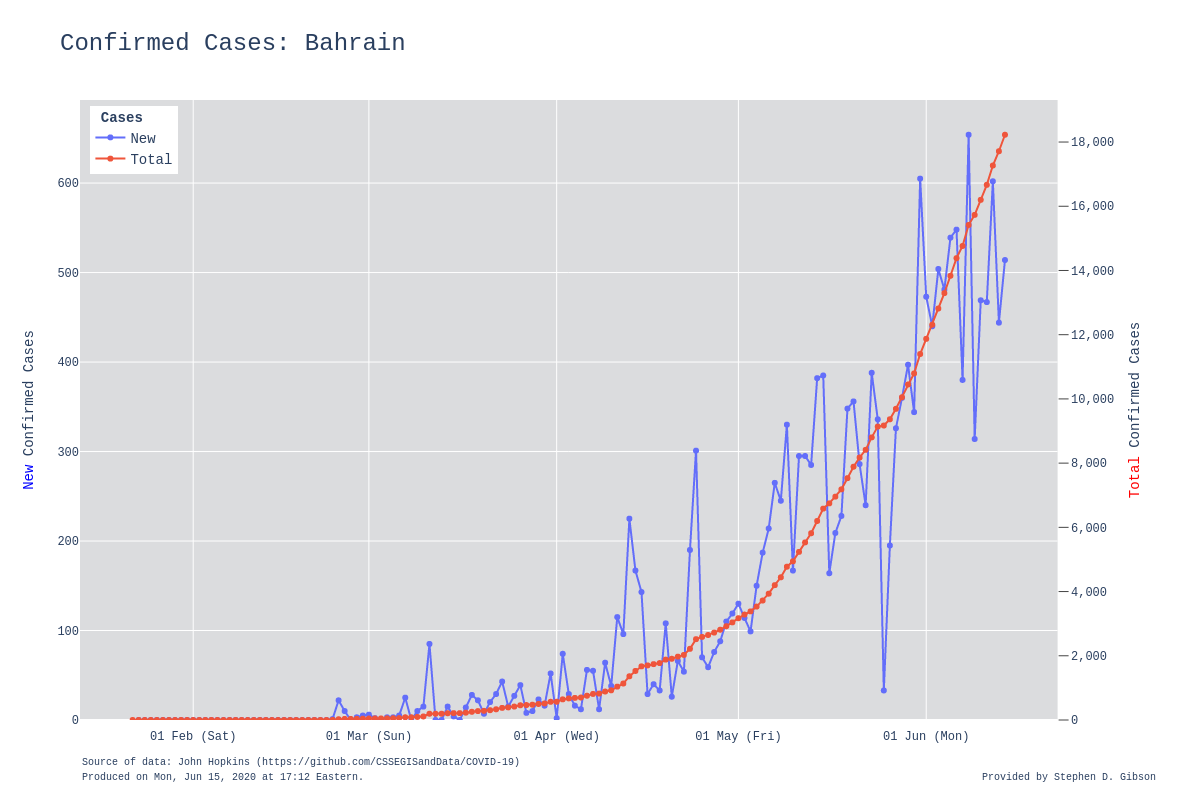 Confirmed Cases: Bahrain
Cases
New
Total
600
500
400
300
200
100
0
18,000
16,000
14,000
12,000
10,000
8,000
6,000
4,000
2,000
0
New Confirmed Cases
Total Confirmed Cases
01 Feb (Sat)
01 Mar (Sun)
01 Apr (Wed)
01 May (Fri)
01 Jun (Mon)
Source of data: John Hopkins (https://github.com/CSSEGISandData/COVID-19)
Produced on Mon, Jun 15, 2020 at 17:12 Eastern.
Provided by Stephen D. Gibson